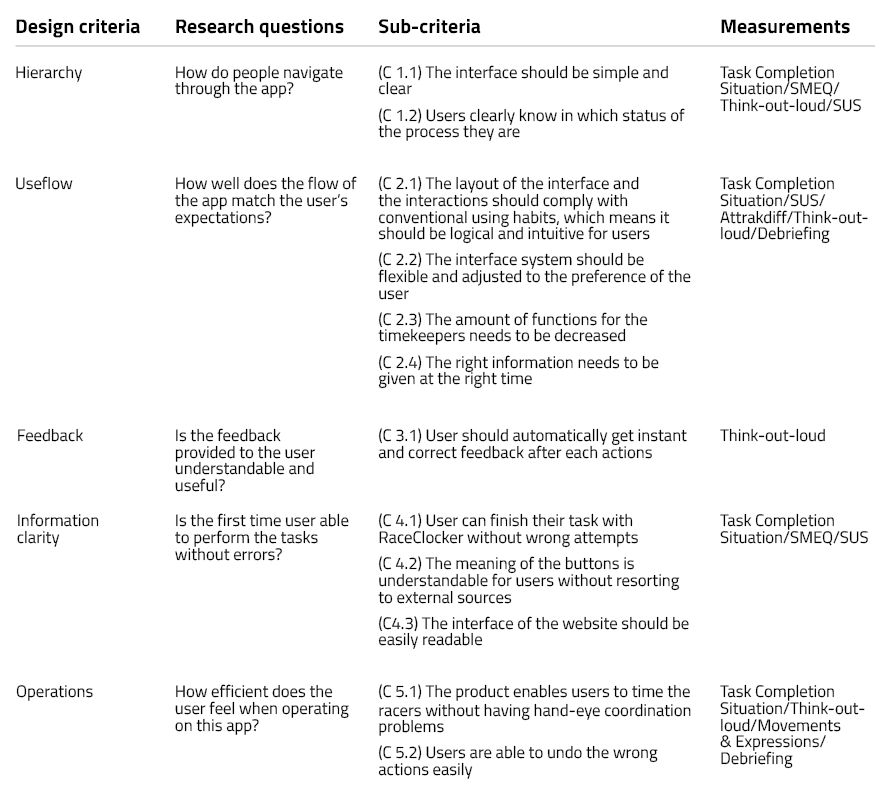 Design criteria
Research questions
Sub-criteria
Measurements
Hierarchy
How do people navigate
through the app?
(C 1.1) The interface should be simple and
clear
(C 1.2) Users clearly know in which status of
the process they are
Task Completion
Situation/SMEQ/
Think-out-loud/SUS
Useflow
How well does the flow of
the app match the user's
expectations?
(C 2.1) The layout of the interface and
the interactions should comply with
conventional using habits, which means it
should be logical and intuitive for users
(C 2.2) The interface system should be
flexible and adjusted to the preference of the
user
(C 2.3) The amount of functions for the
timekeepers needs to be decreased
(C 2.4) The right information needs to be
given at the right time
Task Completion
Situation/SUS/
Attrakdiff/Think-out-
loud/Debriefing
Feedback
Is the feedback
provided to the user
understandable and
useful?
(C 3.1) User should automatically get instant
and correct feedback after each actions
Think-out-loud
Information
clarity
Is the first time user able
to perform the tasks
without errors?
(C 4.1) User can finish their task with
RaceClocker without wrong attempts
(C 4.2) The meaning of the buttons is
understandable for users without resorting
to external sources
(C4.3) The interface of the website should be
easily readable
Task Completion
Situation/SMEQ/SUS
Operations
How efficient does the
user feel when operating
on this app?
(C 5.1) The product enables users to time the
racers without having hand-eye coordination
problems
(C 5.2) Users are able to undo the wrong
actions easily
Task Completion
Situation/Think-out-
loud/Movements
& Expressions/
Debriefing